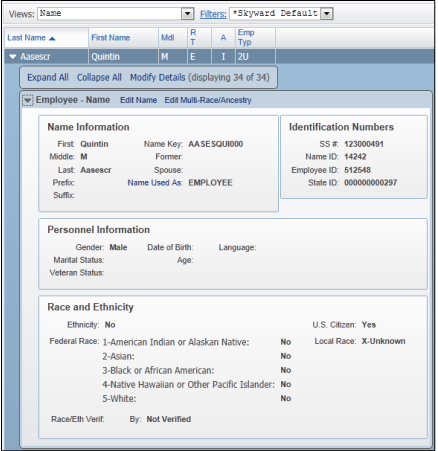 Views: Name Filters: *Skyward Default
Last Name First Name Mdl R T A Emp Typ
Aasescr Quintin M E I 2U
Expand All Collapse All Modify Details (displaying 34 of 34)
Employee - Name Edit Name Edit Multi-Race/Ancestry
Name Information
First: Quintin Name Key: AASESQUI000
Middle: M Former:
Last: Aasescr Spouse:
Prefix: Name Used As: EMPLOYEE
Suffix:
Identification Numbers
SS #: 123000491
Name ID: 14242
Employee ID: 512548
State ID: 000000000297
Personnel Information
Gender: Male Date of Birth: Language:
Marital Status: Age:
Veteran Status:
Race and Ethnicity
Ethnicity: No U.S. Citizen: Yes
Federal Race: 1-American Indian or Alaskan Native: No Local Race: X-Unknown
2-Asian: No
3-Black or African American: No
4-Native Hawaiian or Other Pacific Islander: No
5-White: No
Race/Eth Verif: By: Not Verified